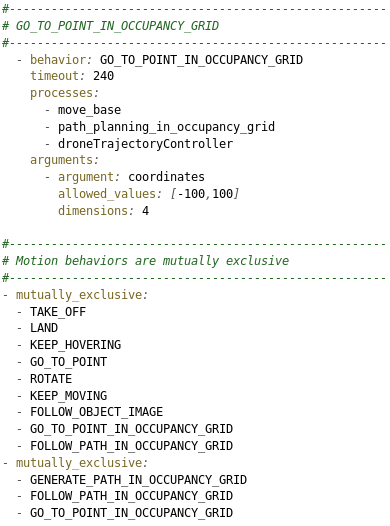 #------------------------------------------------------
# GO_TO_POINT_IN_OCCUPANCY_GRID
#------------------------------------------------------
  - behavior: GO_TO_POINT_IN_OCCUPANCY_GRID
    timeout: 240
    processes:
      - move_base
      - path_planning_in_occupancy_grid
      - droneTrajectoryController
    arguments:
      - argument: coordinates
        allowed_values: [-100,100]
        dimensions: 4

#------------------------------------------------------
# Motion behaviors are mutually exclusive
#------------------------------------------------------
- mutually_exclusive:
  - TAKE_OFF
  - LAND
  - KEEP_HOVERING
  - GO_TO_POINT
  - ROTATE
  - KEEP_MOVING
  - FOLLOW_OBJECT_IMAGE
  - GO_TO_POINT_IN_OCCUPANCY_GRID
  - FOLLOW_PATH_IN_OCCUPANCY_GRID
- mutually_exclusive:
  - GENERATE_PATH_IN_OCCUPANCY_GRID
  - FOLLOW_PATH_IN_OCCUPANCY_GRID
  - GO_TO_POINT_IN_OCCUPANCY_GRID